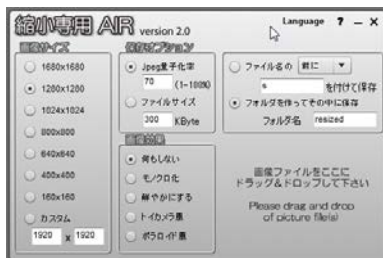 縮小専用 AIR version 2.0
Language ? − X
画像サイズ
1680x1680
1280x1280
1024x1024
800x800
640x640
400x400
160x160
カスタム
1920 x 1920
保存オプション
Jpeg量子化率
70 (1-100%)
ファイルサイズ
300 KByte
画像効果
何もしない
モノクロ化
鮮やかにする
トイカメラ風
ポラロイド風
ファイル名の 前に ▼
s を付けて保存
フォルダを作ってその中に保存
フォルダ名 resized
画像ファイルをここに
ドラッグ&ドロップして下さい
Please drag and drop
of picture file(s)